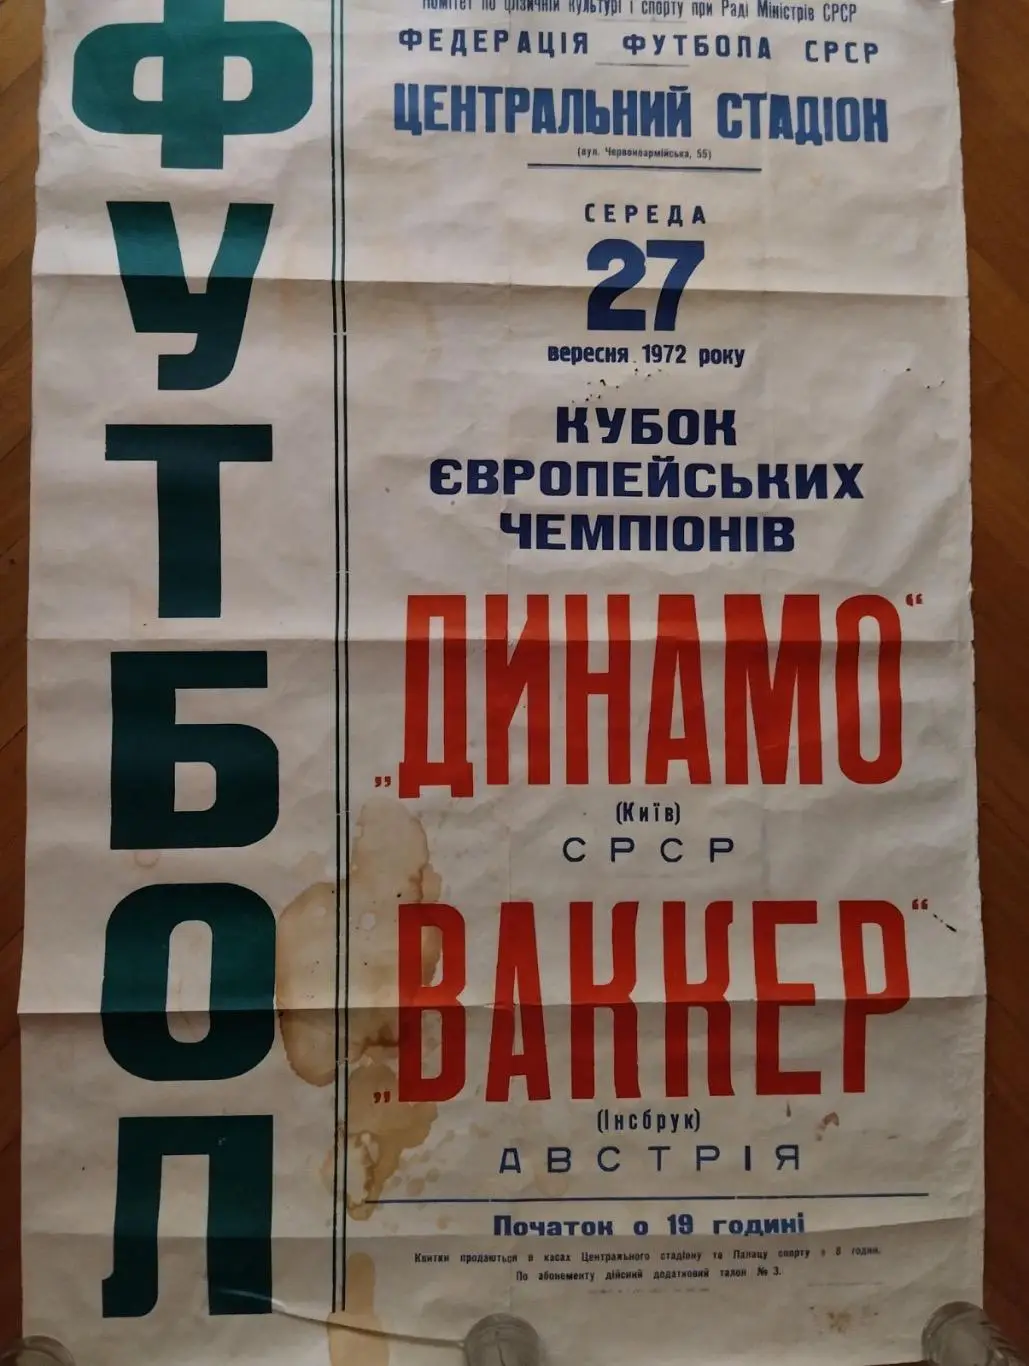 ФУТБОЛ
Комітет по фізичній культурі і спорту при Раді Міністрів СРСР
ФЕДЕРАЦІЯ ФУТБОЛА СРСР
ЦЕНТРАЛЬНИЙ СТАДІОН
(вул. Червоноармійська, 55)
СЕРЕДА
27
вересня 1972 року
КУБОК
ЄВРОПЕЙСЬКИХ
ЧЕМПІОНІВ
„ДИНАМО“
(Київ)
СРСР
„ВАККЕР“
(Інсбрук)
АВСТРІЯ
Початок о 19 годині
Квитки продаються в касах Центрального стадіону та Палацу спорту з 8 годин.
По абонементу дійсний додатковий талон № 3.